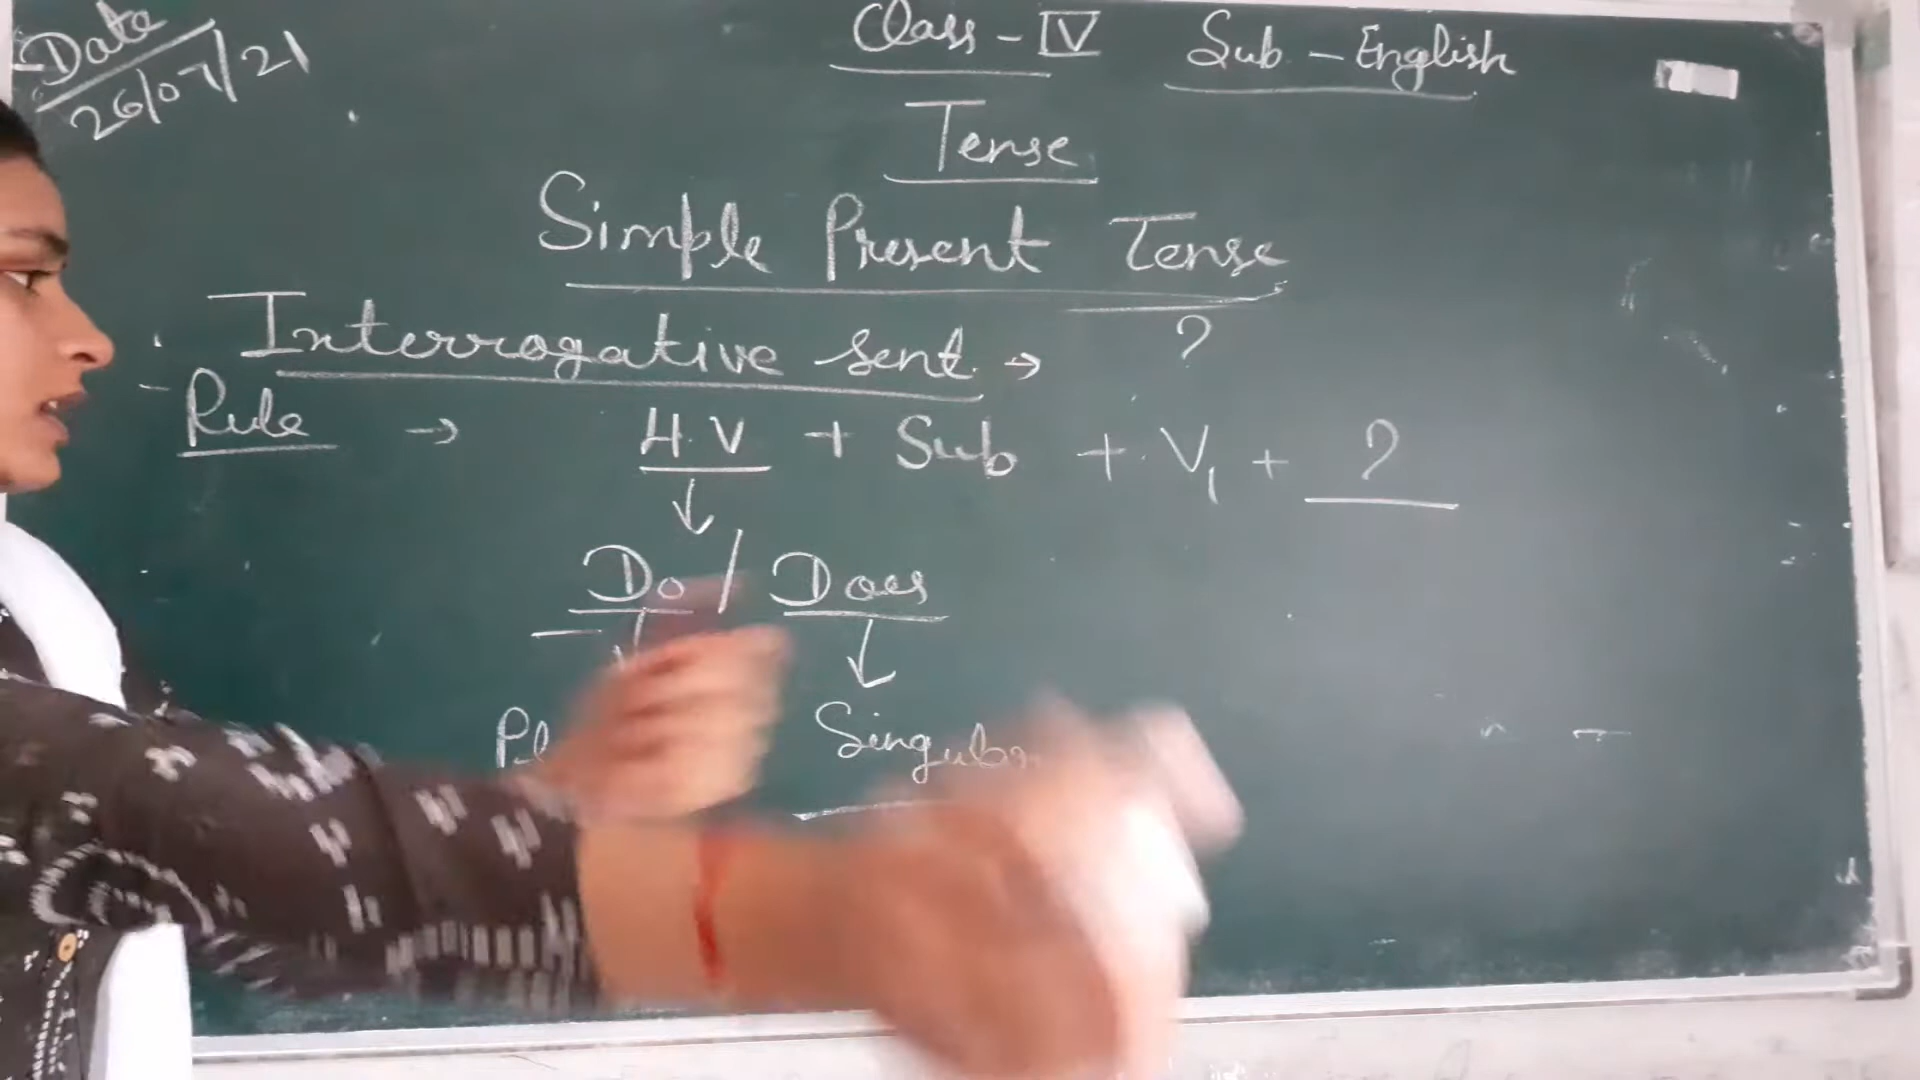 Date
26/07/21
Class - IV Sub - English
Tense
Simple Present Tense
Interrogative sent. → ?
Rule → H.V + Sub + V1 + ?
↓
Do / Does
↓ ↓
Singular